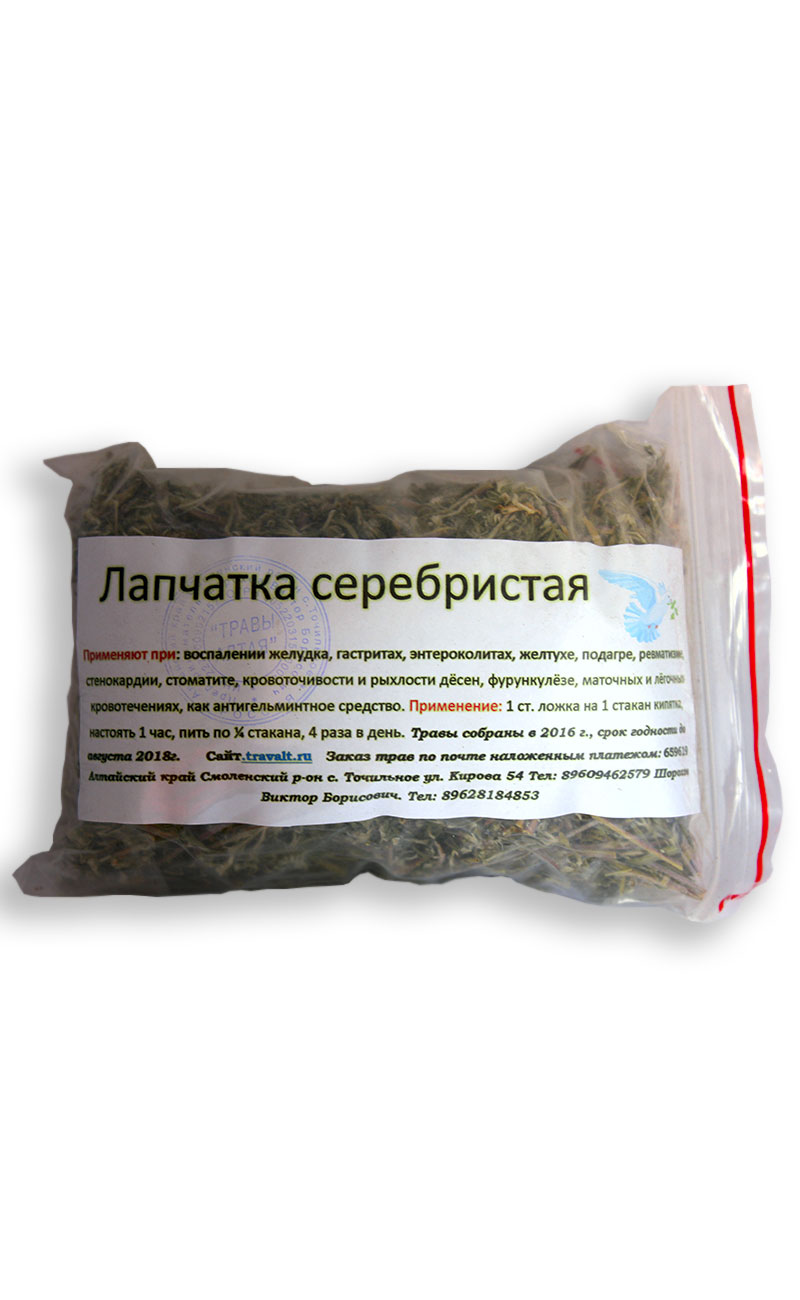 Лапчатка серебристая
"ТРАВЫ
Применяют при: воспалении желудка, гастритах, энтероколитах, желтухе, подагре, ревматизме,
стенокардии, стоматите, кровоточивости и рыхлости дёсен, фурункулёзе, маточных и лёгочных
кровотечениях, как антигельминтное средство. Применение: 1 ст. ложка на 1 стакан кипятка,
настоять 1 час, пить по ¼ стакана, 4 раза в день. Травы собраны в 2016 г., срок годности до
августа 2018г. Сайт.travalt.ru Заказ трав по почте наложенным платежом: 659619
Алтайский край Смоленский р-он с. Точильное ул. Кирова 54 Тел: 89609462579
Виктор Борисович. Тел: 89628184853